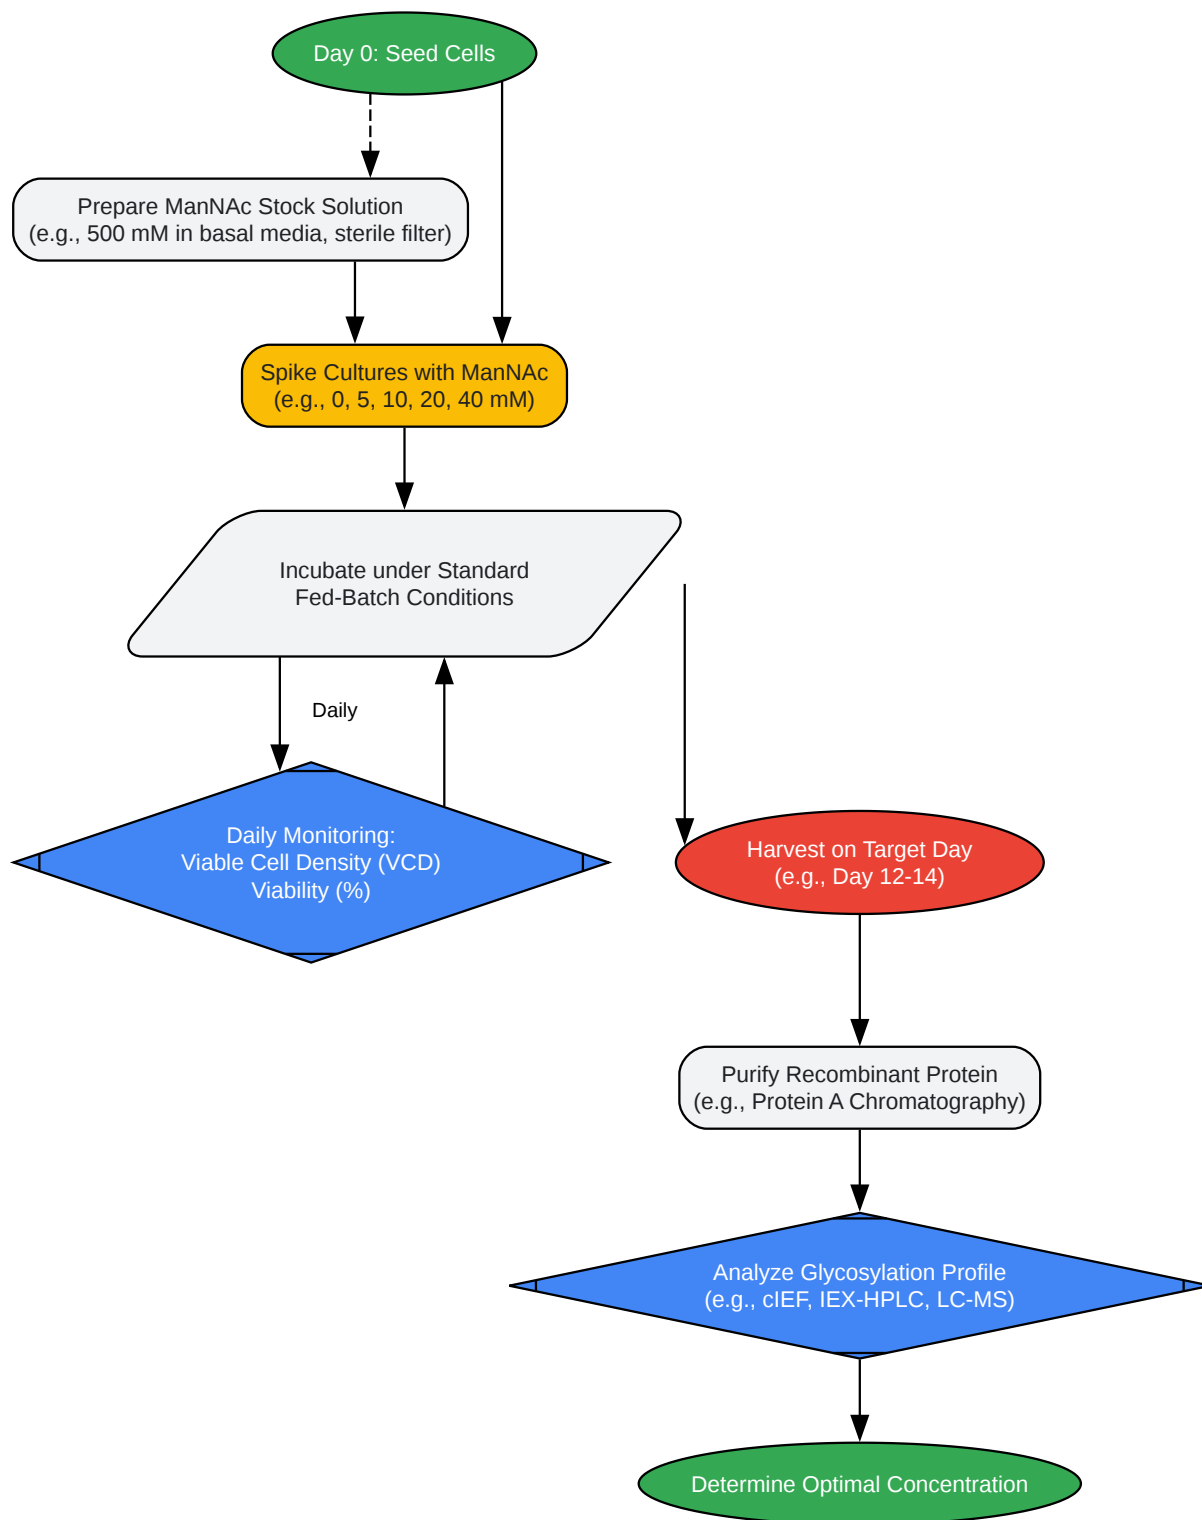 Day 0: Seed Cells
Prepare ManNAc Stock Solution
(e.g., 500 mM in basal media, sterile filter)
Spike Cultures with ManNAc
(e.g., 0, 5, 10, 20, 40 mM)
Incubate under Standard
Fed-Batch Conditions
Daily
Daily Monitoring:
Viable Cell Density (VCD)
Viability (%)
Harvest on Target Day
(e.g., Day 12-14)
Purify Recombinant Protein
(e.g., Protein A Chromatography)
Analyze Glycosylation Profile
(e.g., cIEF, IEX-HPLC, LC-MS)
Determine Optimal Concentration